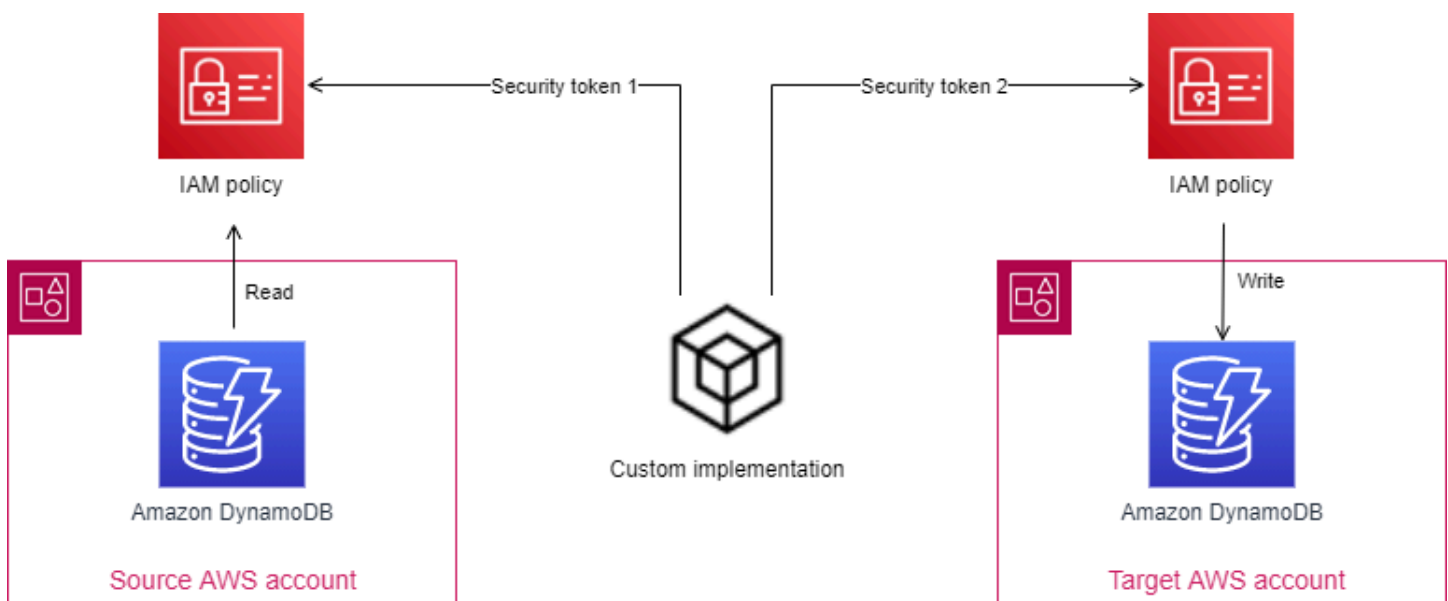 Security token 1
Security token 2
IAM policy
IAM policy
Read
Write
Custom implementation
Amazon DynamoDB
Amazon DynamoDB
Source AWS account
Target AWS account